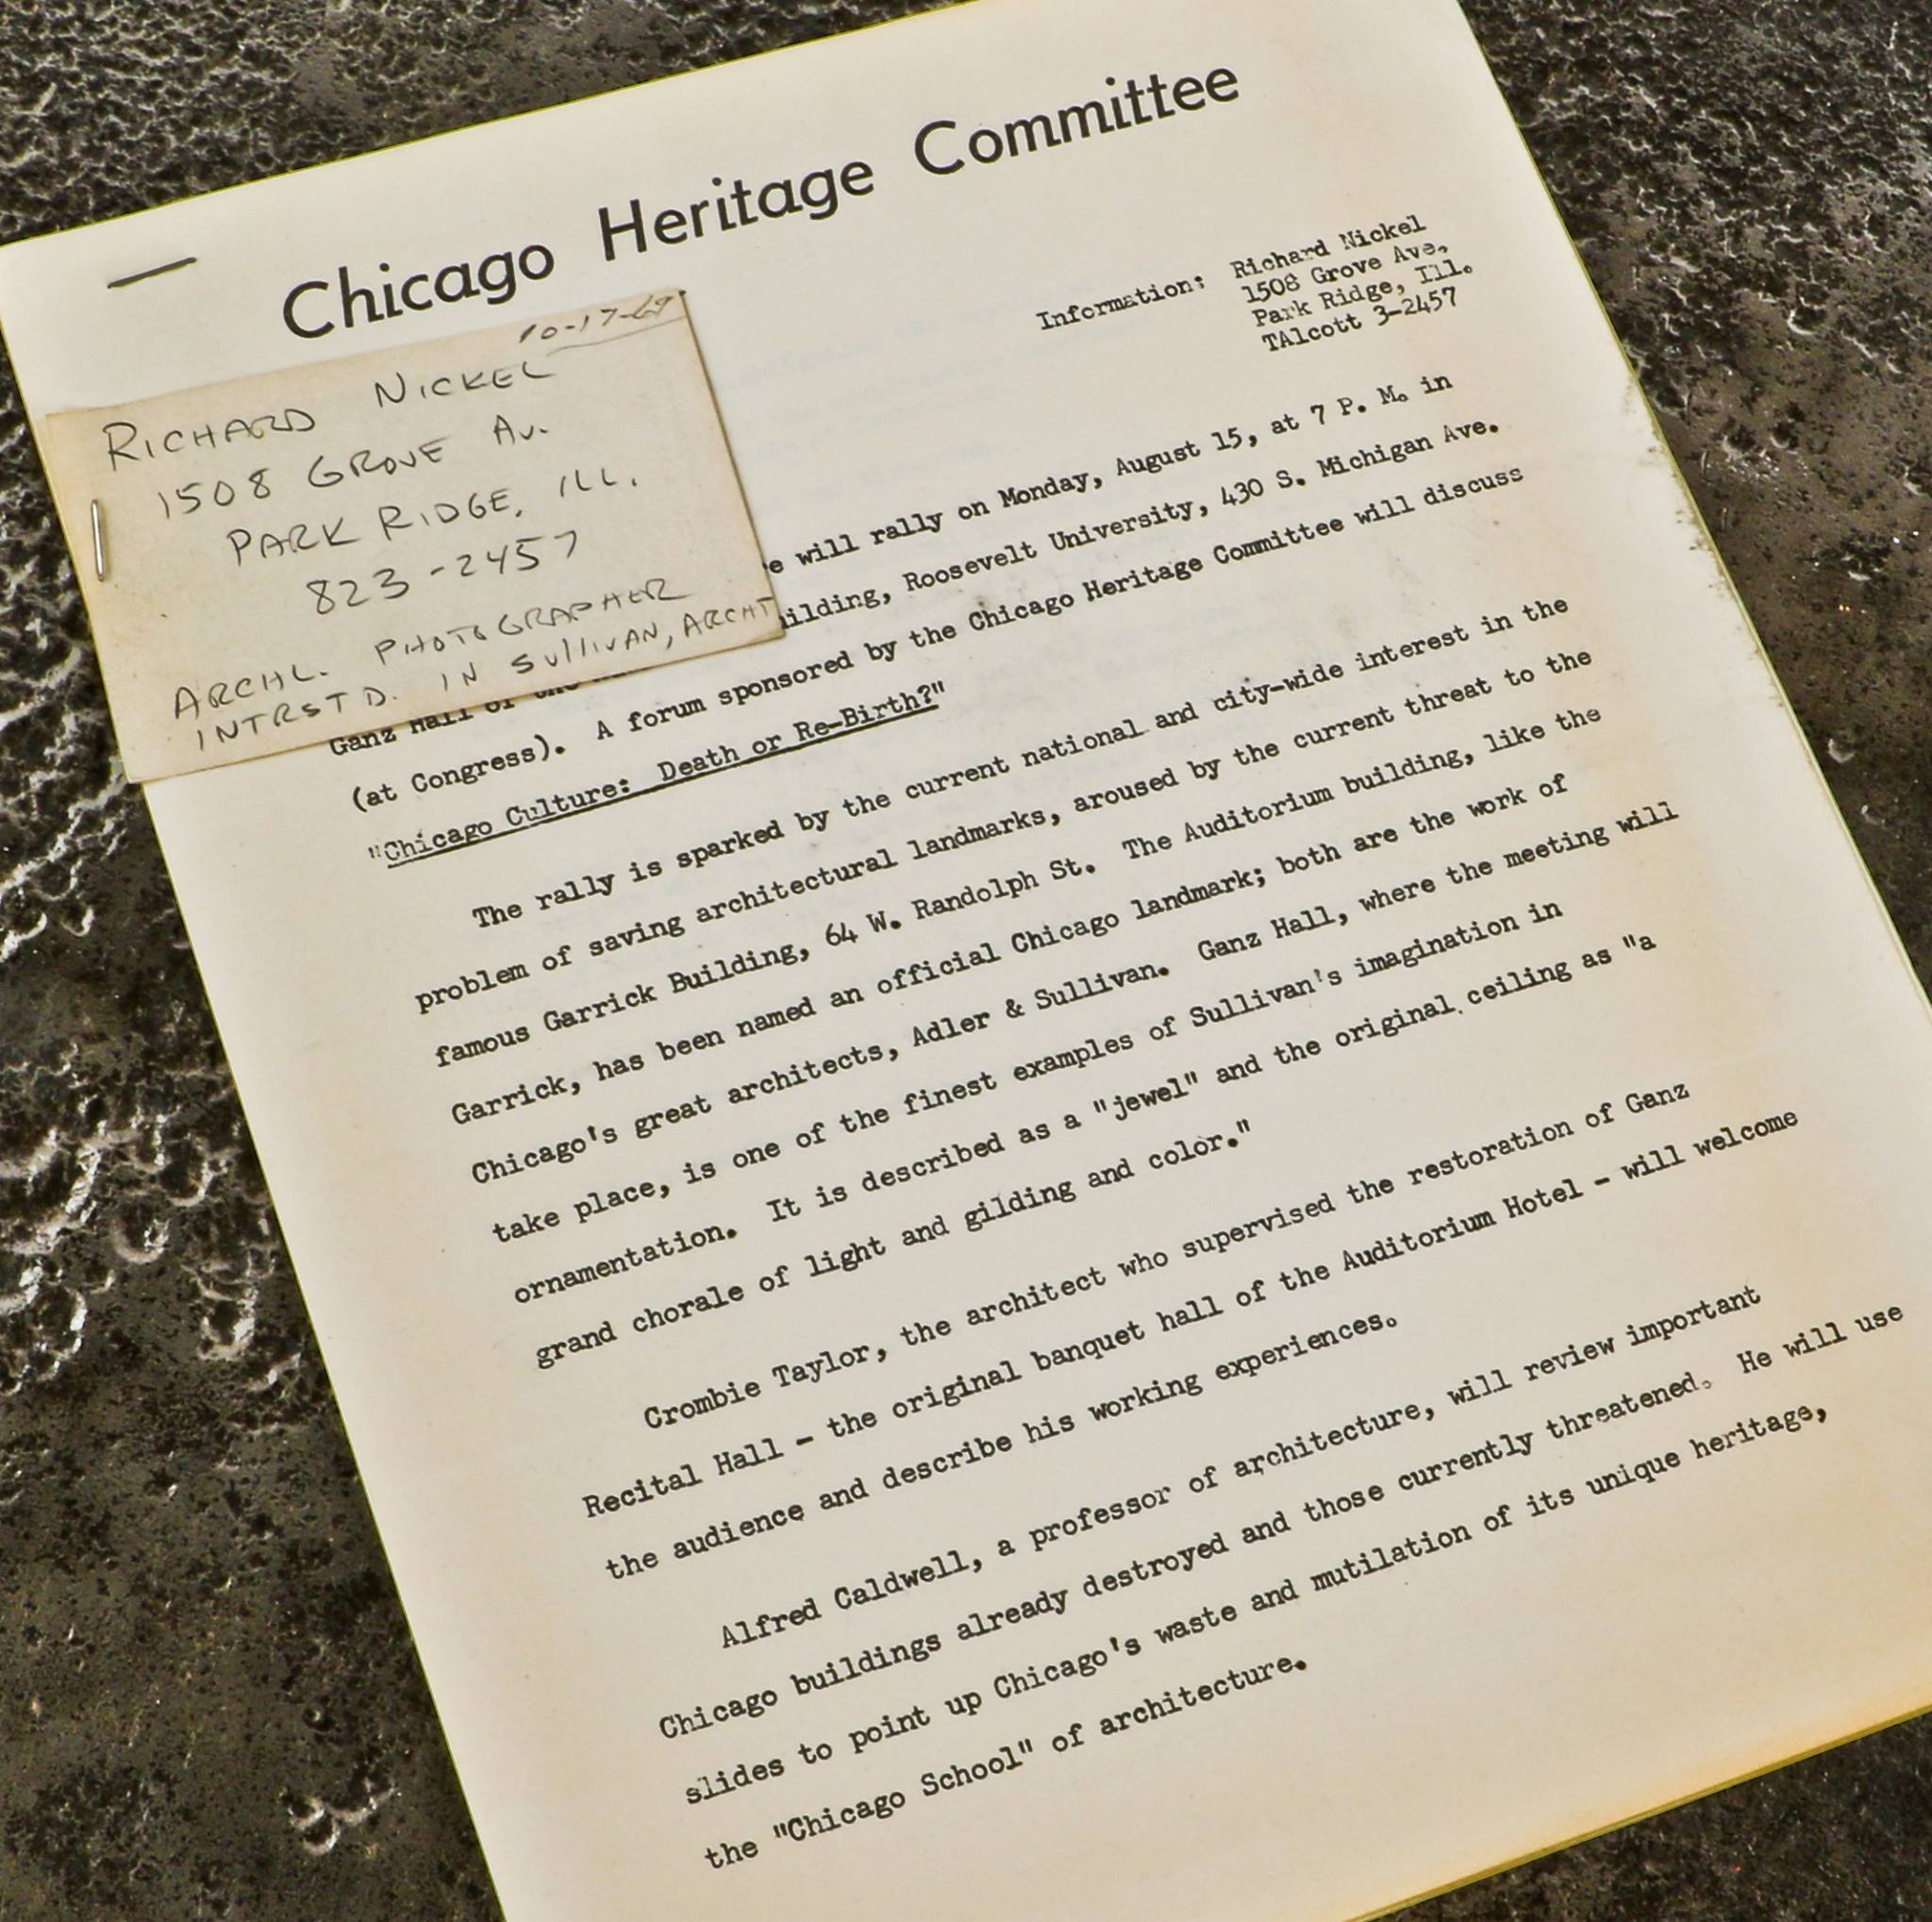 Chicago Heritage Committee
Information: Richard Nickel
1508 Grove Ave.
Park Ridge, Ill.
TAlcott 3-2457
10-17-69
RICHARD NICKEL
1508 GROVE AV.
PARK RIDGE, ILL.
823-2457
ARCHL. PHOTOGRAPHER
INTRSTD. IN SULLIVAN, ARCHT
will rally on Monday, August 15, at 7 P. M. in
Ganz Hall of the Roosevelt University, 430 S. Michigan Ave.
(at Congress). A forum sponsored by the Chicago Heritage Committee will discuss
"Chicago Culture: Death or Re-Birth?"
The rally is sparked by the current national and city-wide interest in the
problem of saving architectural landmarks, aroused by the current threat to the
famous Garrick Building, 64 W. Randolph St. The Auditorium building, like the
Garrick, has been named an official Chicago landmark; both are the work of
Chicago's great architects, Adler & Sullivan. Ganz Hall, where the meeting will
take place, is one of the finest examples of Sullivan's imagination in
ornamentation. It is described as a "jewel" and the original ceiling as "a
grand chorale of light and gilding and color."
Crombie Taylor, the architect who supervised the restoration of Ganz
Recital Hall - the original banquet hall of the Auditorium Hotel - will welcome
the audience and describe his working experiences.
Alfred Caldwell, a professor of architecture, will review important
Chicago buildings already destroyed and those currently threatened. He will use
slides to point up Chicago's waste and mutilation of its unique heritage,
the "Chicago School" of architecture.